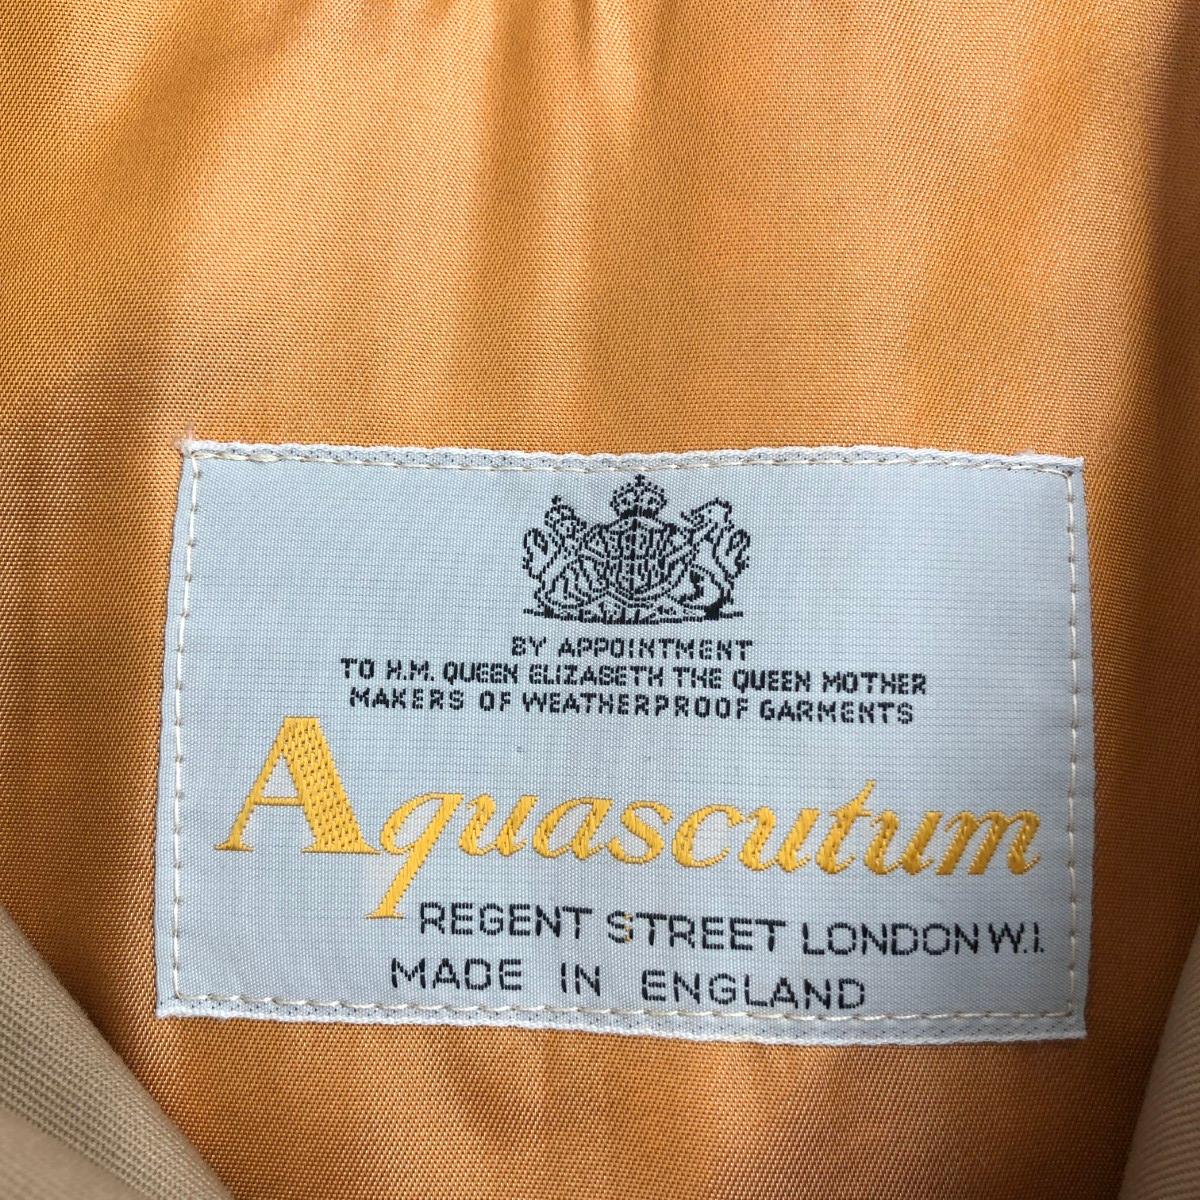 BY APPOINTMENT
TO H.M. QUEEN ELIZABETH THE QUEEN MOTHER
MAKERS OF WEATHERPROOF GARMENTS
Aquascutum
REGENT STREET LONDON W.1.
MADE IN ENGLAND